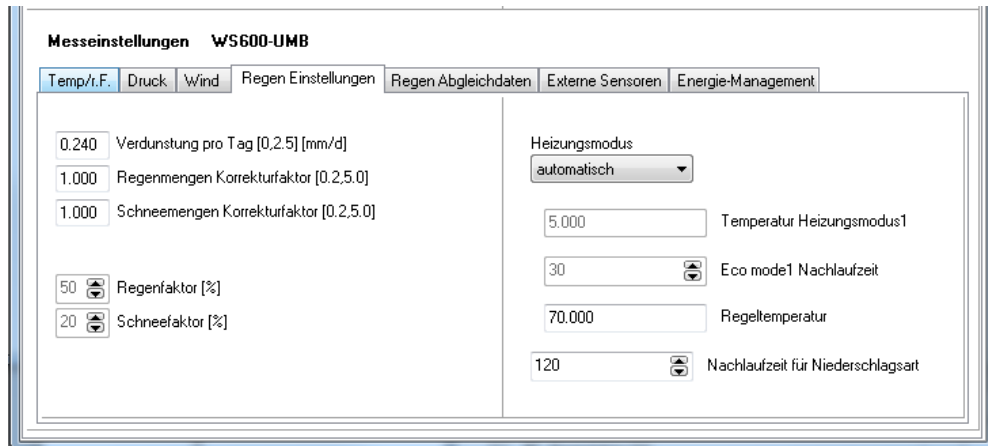 Messeinstellungen WS600-UMB
Temp/r.F. Druck Wind Regen Einstellungen Regen Abgleichdaten Externe Sensoren Energie-Management
0.240 Verdunstung pro Tag [0,2.5] [mm/d]
1.000 Regenmengen Korrekturfaktor [0.2,5.0]
1.000 Schneemengen Korrekturfaktor [0.2,5.0]
50 Regenfaktor [%]
20 Schneefaktor [%]
Heizungsmodus
automatisch
5.000 Temperatur Heizungsmodus1
30 Eco mode1 Nachlaufzeit
70.000 Regeltemperatur
120 Nachlaufzeit für Niederschlagsart